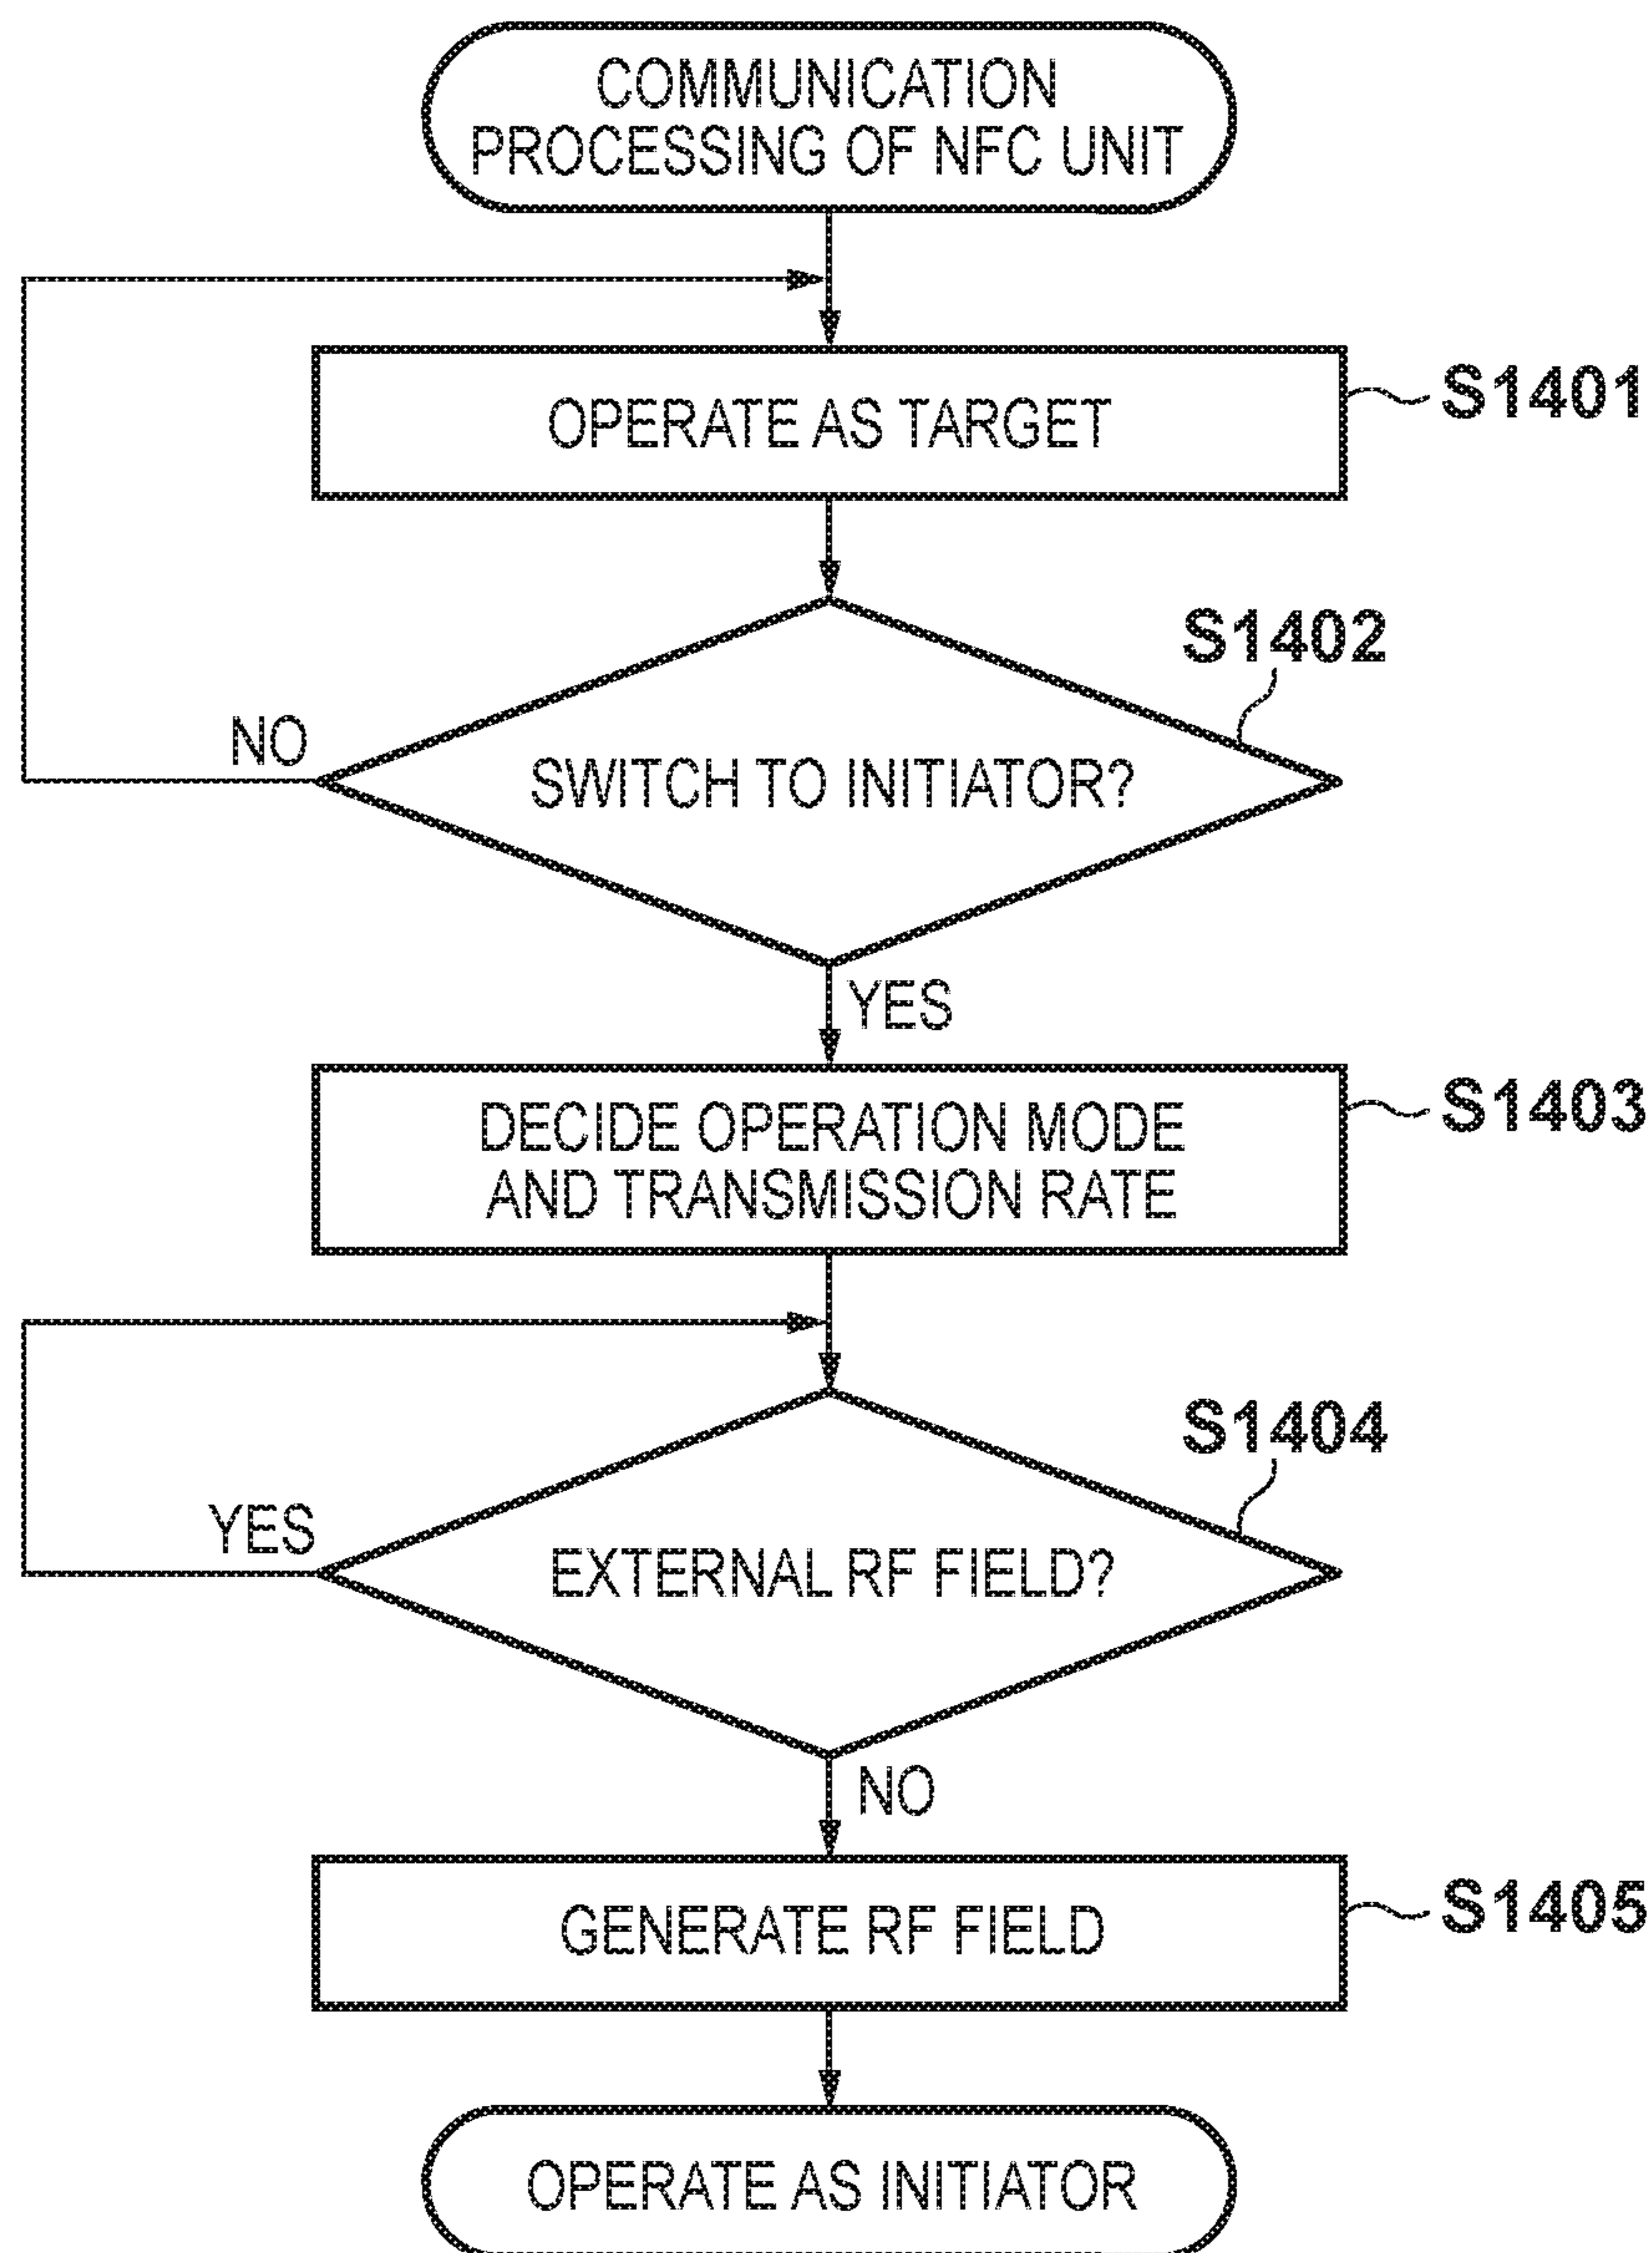 COMMUNICATION
PROCESSING OF NFC UNIT
OPERATE AS TARGET
S1401
S1402
NO
SWITCH TO INITIATOR?
YES
DECIDE OPERATION MODE
AND TRANSMISSION RATE
S1403
S1404
YES
EXTERNAL RF FIELD?
NO
GENERATE RF FIELD
S1405
OPERATE AS INITIATOR